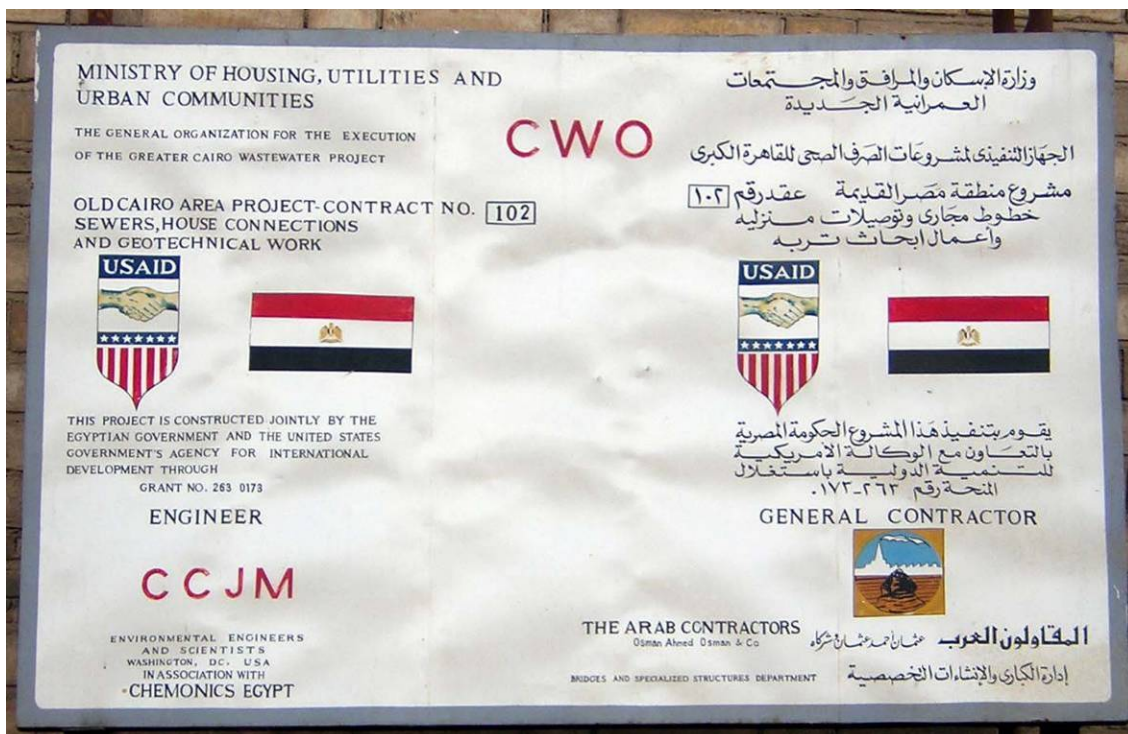 MINISTRY OF HOUSING, UTILITIES AND
URBAN COMMUNITIES
THE GENERAL ORGANIZATION FOR THE EXECUTION
OF THE GREATER CAIRO WASTEWATER PROJECT
OLD CAIRO AREA PROJECT-CONTRACT NO. 102
SEWERS, HOUSE CONNECTIONS
AND GEOTECHNICAL WORK
CWO
وزارة الإسكان والمرافق والمجتمعات
العمرانية الجديدة
الجهاز التنفيذى لمشروعات الصرف الصحى للقاهرة الكبرى
مشروع منطقة مصر القديمة عقد رقم ١٠٢
خطوط مجارى وتوصيلات منزليه
وأعمال ابحاث تربه
USAID
USAID
THIS PROJECT IS CONSTRUCTED JOINTLY BY THE
EGYPTIAN GOVERNMENT AND THE UNITED STATES
GOVERNMENT'S AGENCY FOR INTERNATIONAL
DEVELOPMENT THROUGH
GRANT NO. 263 0173
يقوم بتنفيذ هذا المشروع الحكومة المصرية
بالتعاون مع الوكالة الامريكية
للتنمية الدولية باستغلال
المنحة رقم ٢٦٣-١٧٣٠
ENGINEER
CCJM
ENVIRONMENTAL ENGINEERS
AND SCIENTISTS
WASHINGTON, DC. USA
IN ASSOCIATION WITH
CHEMONICS EGYPT
GENERAL CONTRACTOR
THE ARAB CONTRACTORS
Osman Ahmed Osman & Co
BRIDGES AND SPECIALIZED STRUCTURES DEPARTMENT
المقاولون العرب عثمان أحمد عثمان وشركاه
إدارة الكبارى والإنشاءات التخصصية